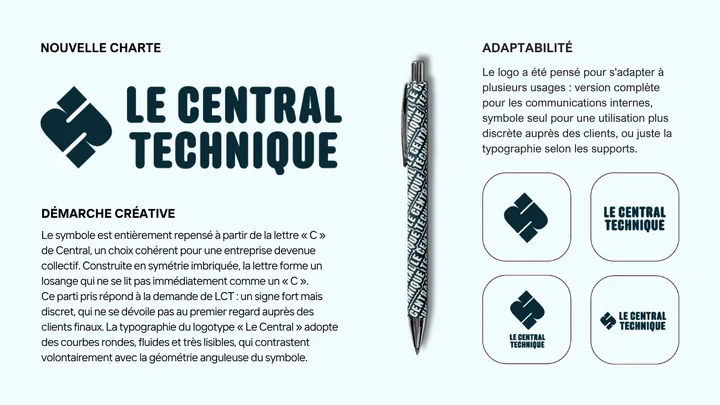 NOUVELLE CHARTE
LE CENTRAL
TECHNIQUE
DÉMARCHE CRÉATIVE
Le symbole est entièrement repensé à partir de la lettre « C »
de Central, un choix cohérent pour une entreprise devenue
collectif. Construite en symétrie imbriquée, la lettre forme un
losange qui ne se lit pas immédiatement comme un « C ».
Ce parti pris répond à la demande de LCT : un signe fort mais
discret, qui ne se dévoile pas au premier regard auprès des
clients finaux. La typographie du logotype « Le Central » adopte
des courbes rondes, fluides et très lisibles, qui contrastent
volontairement avec la géométrie anguleuse du symbole.
ADAPTABILITÉ
Le logo a été pensé pour s'adapter à
plusieurs usages : version complète
pour les communications internes,
symbole seul pour une utilisation plus
discrète auprès des clients, ou juste la
typographie selon les supports.
LE CENTRAL
TECHNIQUE
LE CENTRAL
TECHNIQUE
LE CENTRAL
TECHNIQUE